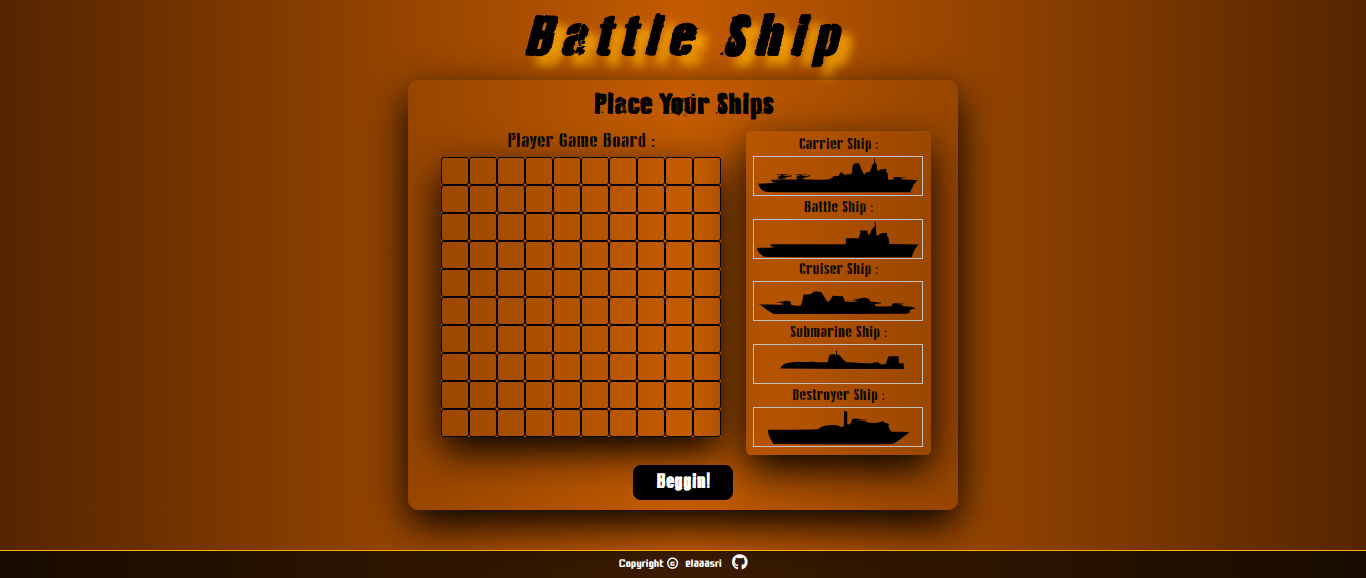 Battle Ship
Place Your Ships
Player Game Board :
Carrier Ship :
Battle Ship :
Cruiser Ship :
Submarine Ship :
Destroyer Ship :
Beggin!
Copyright © elaaasri